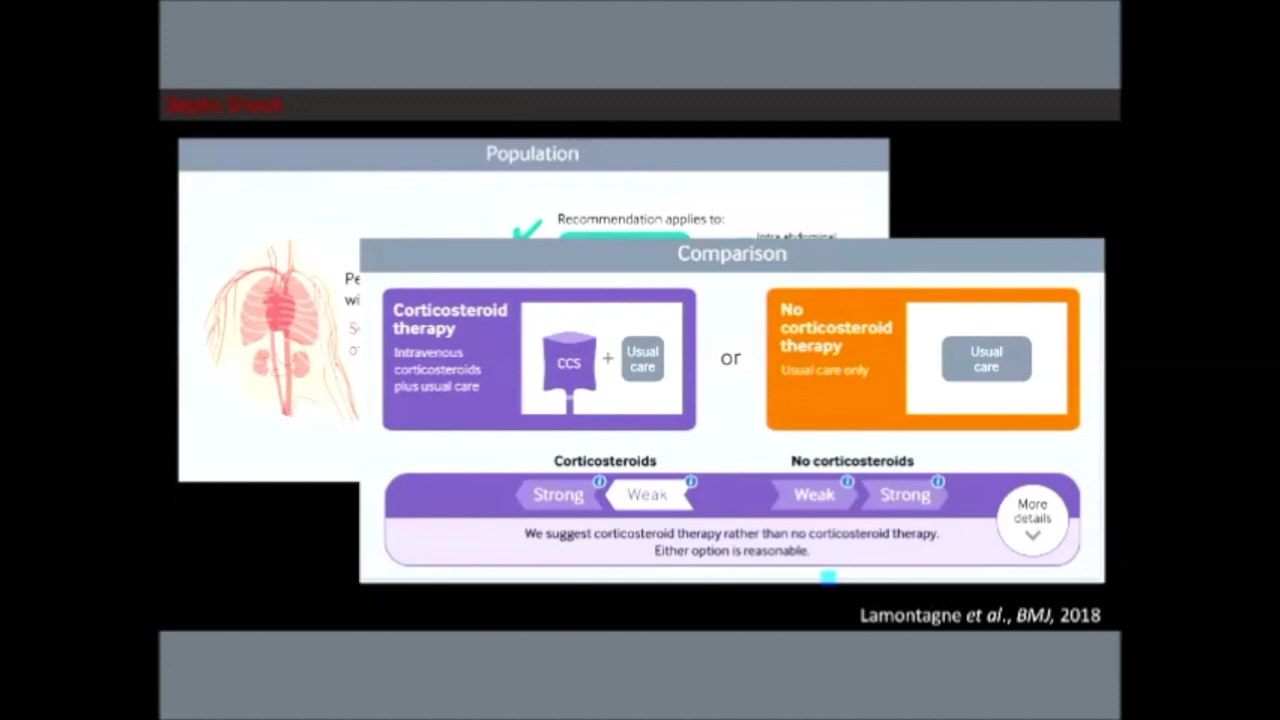 Septic Shock
Population
Recommendation applies to:
Intra abdominal
Pe
wi
S
o
Comparison
Corticosteroid
therapy
Intravenous
corticosteroids
plus usual care
CCS
+
Usual
care
or
No
corticosteroid
therapy
Usual care only
Usual
care
Corticosteroids
No corticosteroids
Strong
Weak
Weak
Strong
More
details
We suggest corticosteroid therapy rather than no corticosteroid therapy.
Either option is reasonable.
Lamontagne et al., BMJ, 2018